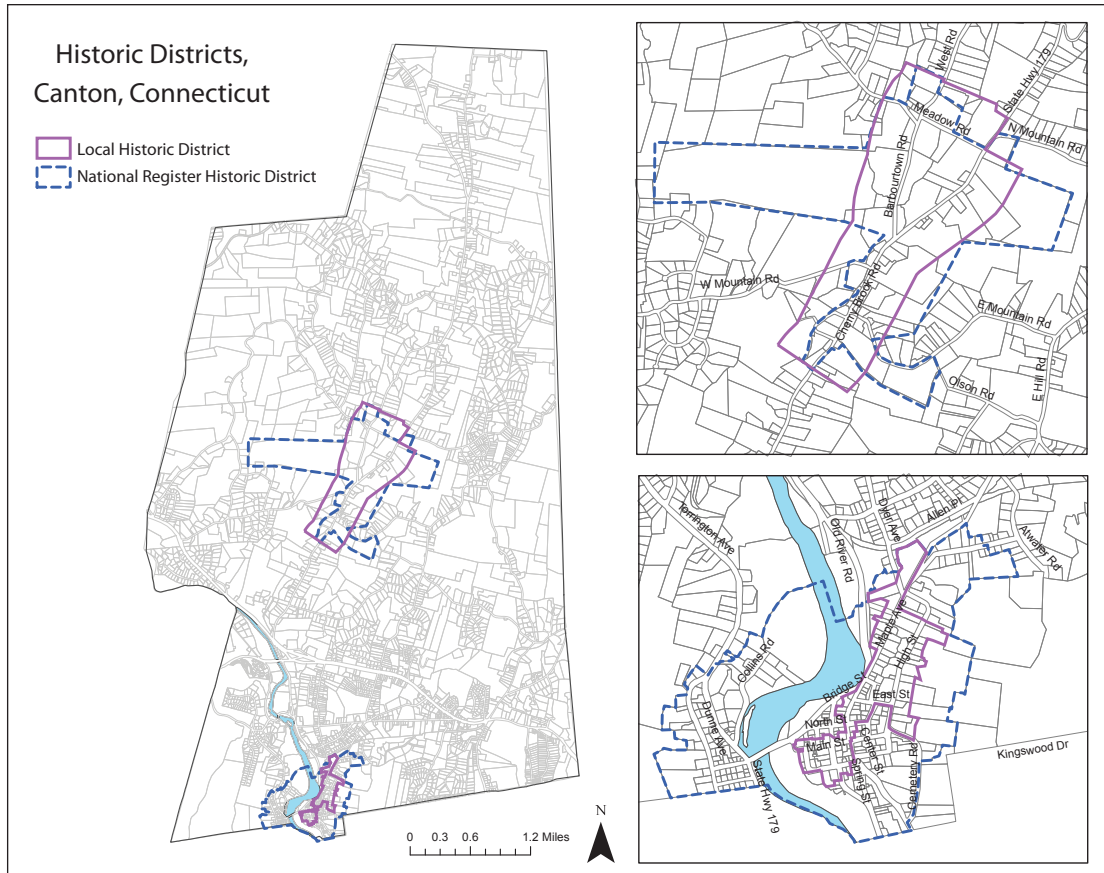 Historic Districts,
Canton, Connecticut
Local Historic District
National Register Historic District
N
0 0.3 0.6 1.2 Miles
West Rd
State Hwy 179
Meadow Rd
N Mountain Rd
Barbourtown Rd
W Mountain Rd
Cherry Brook Rd
E Mountain Rd
Olson Rd
E Hill Rd
Torrington Ave
Old River Rd
Dyer Ave
Allen Pl
Atwater Rd
Maple Ave
High St
Collins Rd
Bridge St
East St
Dunne Ave
North St
Main St
Center St
Spring St
Cemetery Rd
Kingswood Dr
State Hwy 179